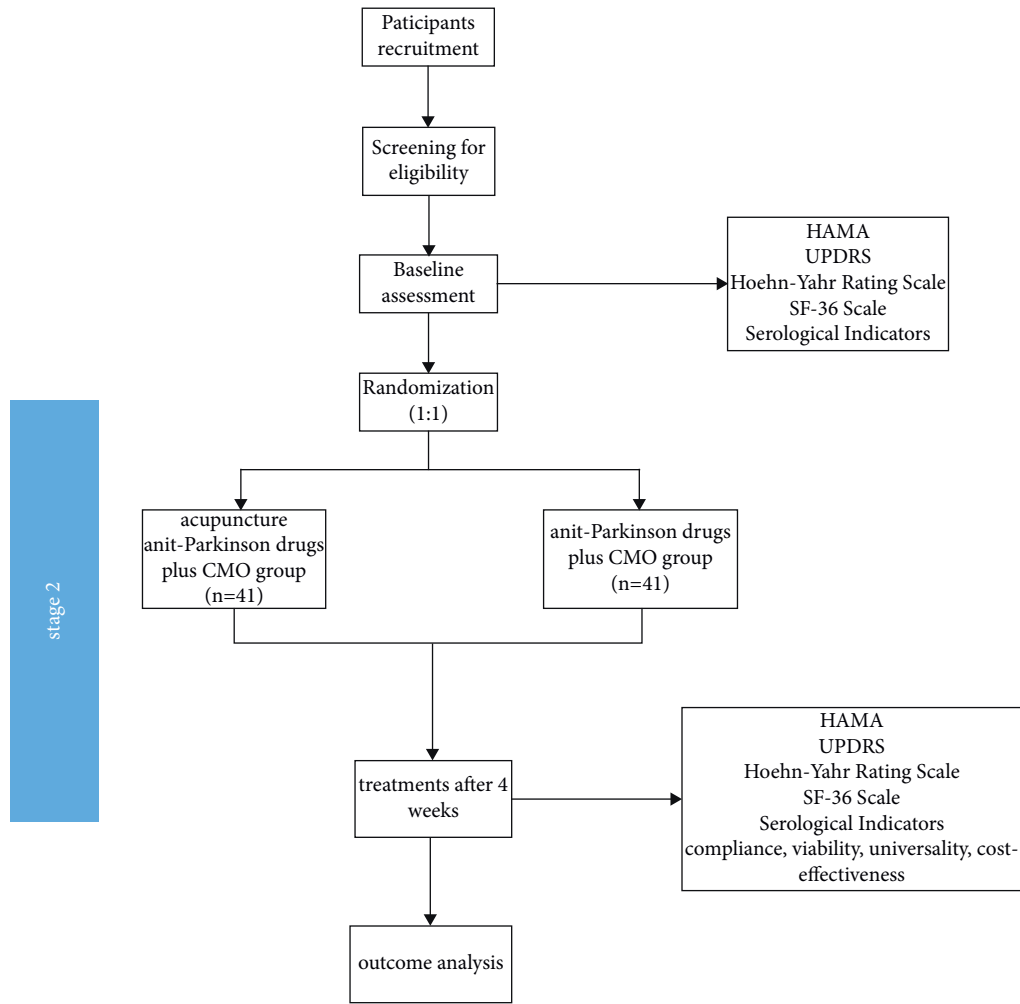 Paticipants
recruitment
Screening for
eligibility
Baseline
assessment
HAMA
UPDRS
Hoehn-Yahr Rating Scale
SF-36 Scale
Serological Indicators
Randomization
(1:1)
stage 2
acupuncture
anit-Parkinson drugs
plus CMO group
(n=41)
anit-Parkinson drugs
plus CMO group
(n=41)
treatments after 4
weeks
HAMA
UPDRS
Hoehn-Yahr Rating Scale
SF-36 Scale
Serological Indicators
compliance, viability, universality, cost-
effectiveness
outcome analysis